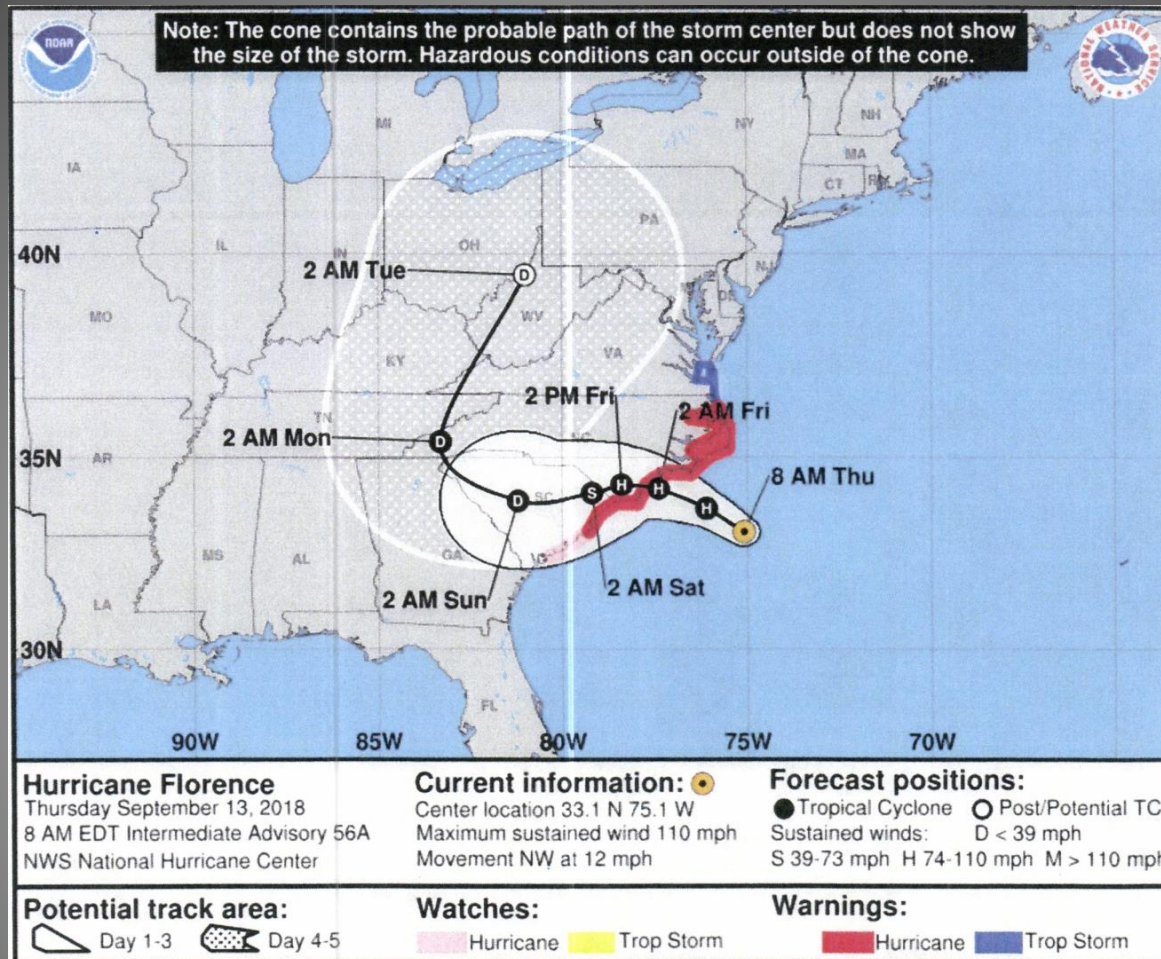 Note: The cone contains the probable path of the storm center but does not show
the size of the storm. Hazardous conditions can occur outside of the cone.
NOAA
NATIONAL WEATHER SERVICE
MI
NY
NH
MA
CT
IA
PA
IL
IN
OH
NJ
40N
2 AM Tue
DE
D
MO
WV
KY
VA
2 PM Fri
2 AM Fri
TN
2 AM Mon
D
NC
35N
AR
8 AM Thu
D
SC
S
H
H
H
MS
AL
GA
2 AM Sun
2 AM Sat
LA
30N
FL
90W
85W
80W
75W
70W
Hurricane Florence
Thursday September 13, 2018
8 AM EDT Intermediate Advisory 56A
NWS National Hurricane Center
Current information:
Center location 33.1 N 75.1 W
Maximum sustained wind 110 mph
Movement NW at 12 mph
Forecast positions:
Tropical Cyclone Post/Potential TC
Sustained winds: D < 39 mph
S 39-73 mph H 74-110 mph M > 110 mph
Potential track area:
Day 1-3 Day 4-5
Watches:
Hurricane Trop Storm
Warnings:
Hurricane Trop Storm